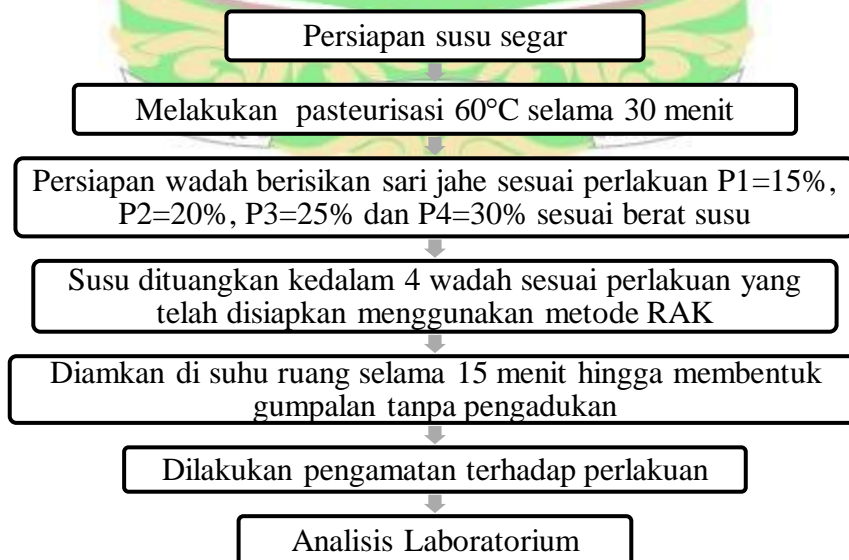 Persiapan susu segar
Melakukan pasteurisasi 60°C selama 30 menit
Persiapan wadah berisikan sari jahe sesuai perlakuan P1=15%,
P2=20%, P3=25% dan P4=30% sesuai berat susu
Susu dituangkan kedalam 4 wadah sesuai perlakuan yang
telah disiapkan menggunakan metode RAK
Diamkan di suhu ruang selama 15 menit hingga membentuk
gumpalan tanpa pengadukan
Dilakukan pengamatan terhadap perlakuan
Analisis Laboratorium